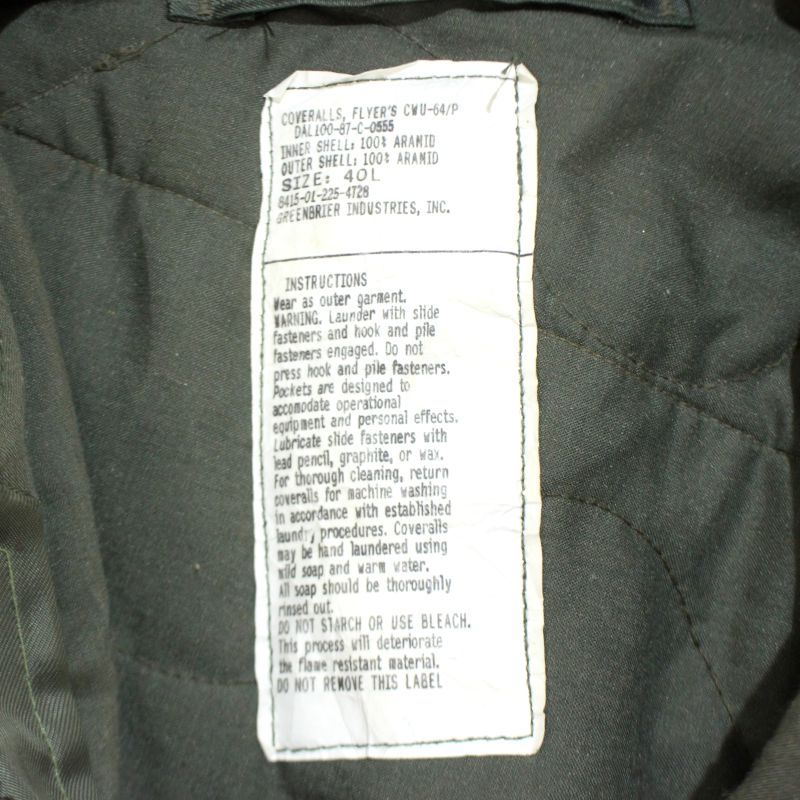 COVERALLS, FLYER'S CWU-64/P
DAL100-87-C-0555
INNER SHELL: 100% ARAMID
OUTER SHELL: 100% ARAMID
SIZE: 40L
8415-01-225-4728
GREENBRIER INDUSTRIES, INC.
INSTRUCTIONS
Wear as outer garment.
WARNING. Launder with slide
fasteners and hook and pile
fasteners engaged. Do not
press hook and pile fasteners.
Pockets are designed to
accomodate operational
equipment and personal effects.
Lubricate slide fasteners with
lead pencil, graphite, or wax.
For thorough cleaning, return
coveralls for machine washing
in accordance with established
laundry procedures. Coveralls
may be hand laundered using
mild soap and warm water.
All soap should be thoroughly
rinsed out.
DO NOT STARCH OR USE BLEACH.
This process will deteriorate
the flame resistant material.
DO NOT REMOVE THIS LABEL